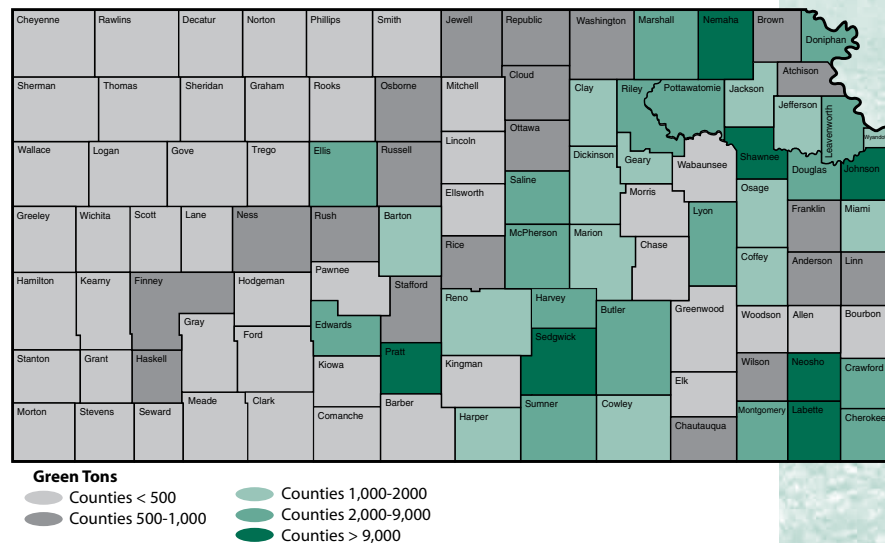 Cheyenne Rawlins Decatur Norton Phillips Smith Jewell Republic Washington Marshall Nemaha Brown Doniphan
Atchison
Sherman Thomas Sheridan Graham Rooks Osborne Mitchell Cloud Clay Riley Pottawatomie Jackson Jefferson Leavenworth
Ottawa
Wallace Logan Gove Trego Ellis Russell Lincoln Dickinson Geary Wabaunsee Shawnee Douglas Johnson
Saline
Ellsworth Morris Osage
Greeley Wichita Scott Lane Ness Rush Barton McPherson Marion Lyon Franklin Miami
Rice Chase
Hamilton Kearny Finney Hodgeman Pawnee Stafford Coffey Anderson Linn
Reno Harvey Butler Greenwood Woodson Allen Bourbon
Gray Ford Edwards
Sedgwick
Stanton Grant Haskell Kiowa Pratt Kingman Elk Wilson Neosho Crawford
Morton Stevens Seward Meade Clark Comanche Barber Harper Sumner Cowley Chautauqua Montgomery Labette Cherokee
Green Tons
Counties < 500
Counties 500-1,000
Counties 1,000-2000
Counties 2,000-9,000
Counties > 9,000